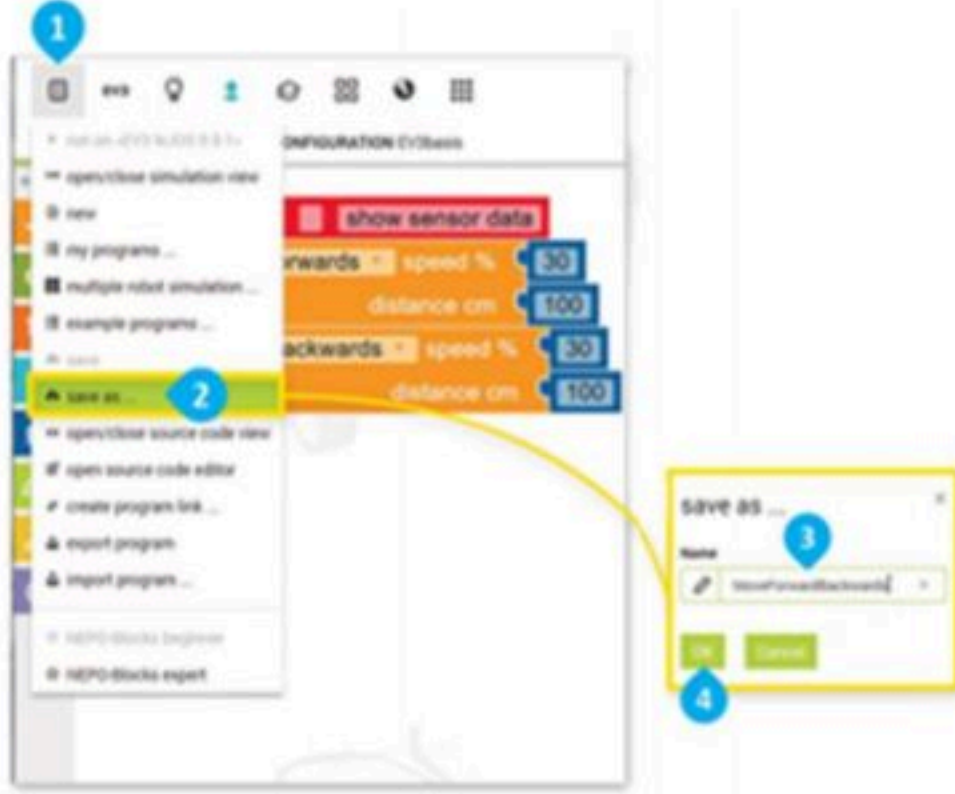 1
EV3
CONFIGURATION EV3basis
open/close simulation view
new
my programs ...
multiple robot simulation ...
example programs ...
save
save as ...
2
open/close source code view
open source code editor
create program link ...
export program
import program ...
NEPO-Blocks beginner
NEPO-Blocks expert
show sensor data
rwards speed % 30
distance cm 100
ackwards speed % 30
distance cm 100
save as ...
3
Name
MoveForwardBackwards
OK Cancel
4